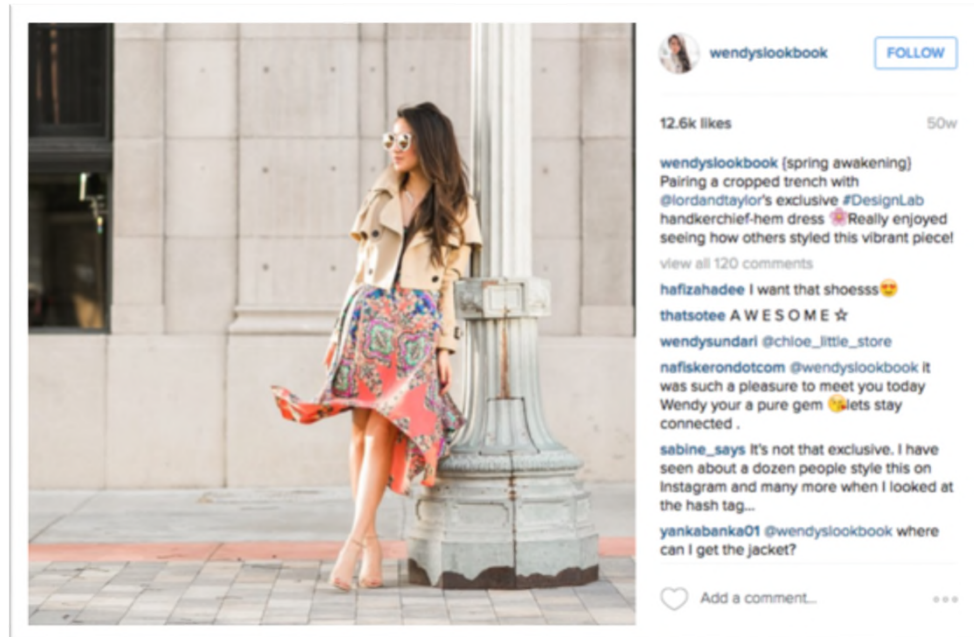 wendyslookbook
FOLLOW
12.6k likes
50w
wendyslookbook {spring awakening}
Pairing a cropped trench with
@lordandtaylor's exclusive #DesignLab
handkerchief-hem dress 🌸Really enjoyed
seeing how others styled this vibrant piece!
view all 120 comments
hafizahadee I want that shoesss😍
thatsotee A W E S O M E ☆
wendysundari @chloe_little_store
nafiskerondotcom @wendyslookbook it
was such a pleasure to meet you today
Wendy your a pure gem 😘lets stay
connected .
sabine_says It's not that exclusive. I have
seen about a dozen people style this on
Instagram and many more when I looked at
the hash tag...
yankabanka01 @wendyslookbook where
can I get the jacket?
Add a comment...